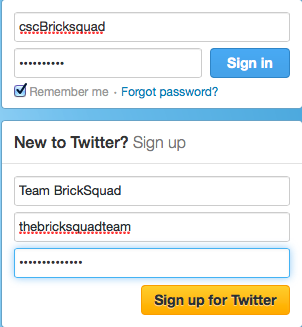 cscBricksquad
•••••••••• Sign in
Remember me · Forgot password?
New to Twitter? Sign up
Team BrickSquad
thebricksquadteam
••••••••••••••
Sign up for Twitter